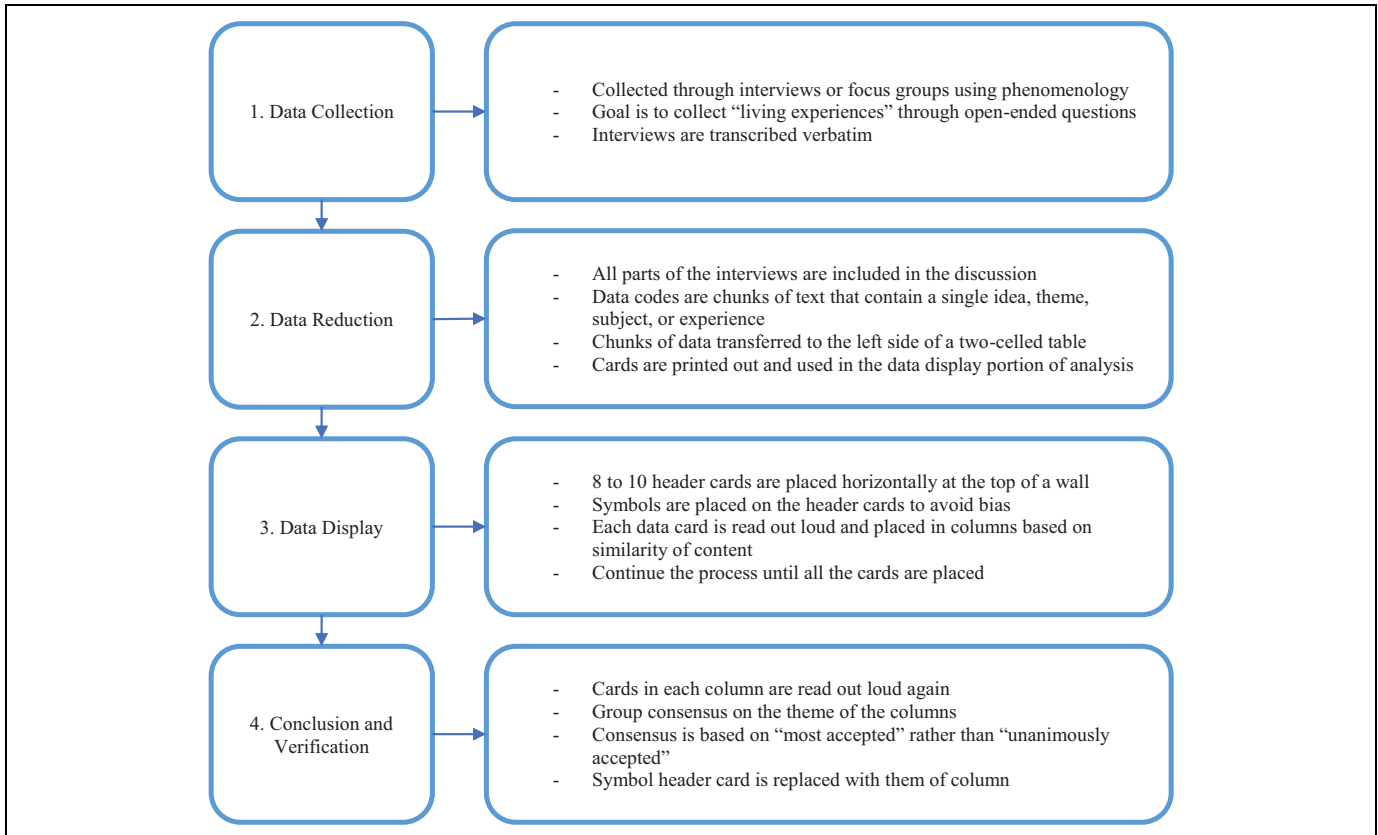 1. Data Collection
- Collected through interviews or focus groups using phenomenology
- Goal is to collect “living experiences” through open-ended questions
- Interviews are transcribed verbatim
2. Data Reduction
- All parts of the interviews are included in the discussion
- Data codes are chunks of text that contain a single idea, theme,
subject, or experience
- Chunks of data transferred to the left side of a two-celled table
- Cards are printed out and used in the data display portion of analysis
3. Data Display
- 8 to 10 header cards are placed horizontally at the top of a wall
- Symbols are placed on the header cards to avoid bias
- Each data card is read out loud and placed in columns based on
similarity of content
- Continue the process until all the cards are placed
4. Conclusion and
Verification
- Cards in each column are read out loud again
- Group consensus on the theme of the columns
- Consensus is based on “most accepted” rather than “unanimously
accepted”
- Symbol header card is replaced with them of column